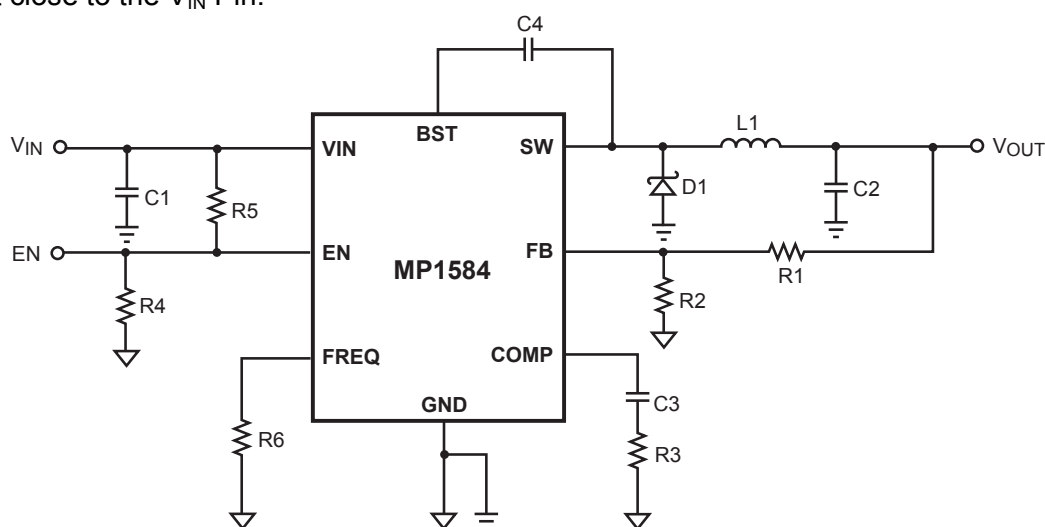 close to the VIN Pin.
C4
BST
VIN
SW
L1
VIN
VOUT
C1
R5
D1
C2
EN
EN
FB
MP1584
R1
R4
R2
FREQ
COMP
GND
C3
R6
R3